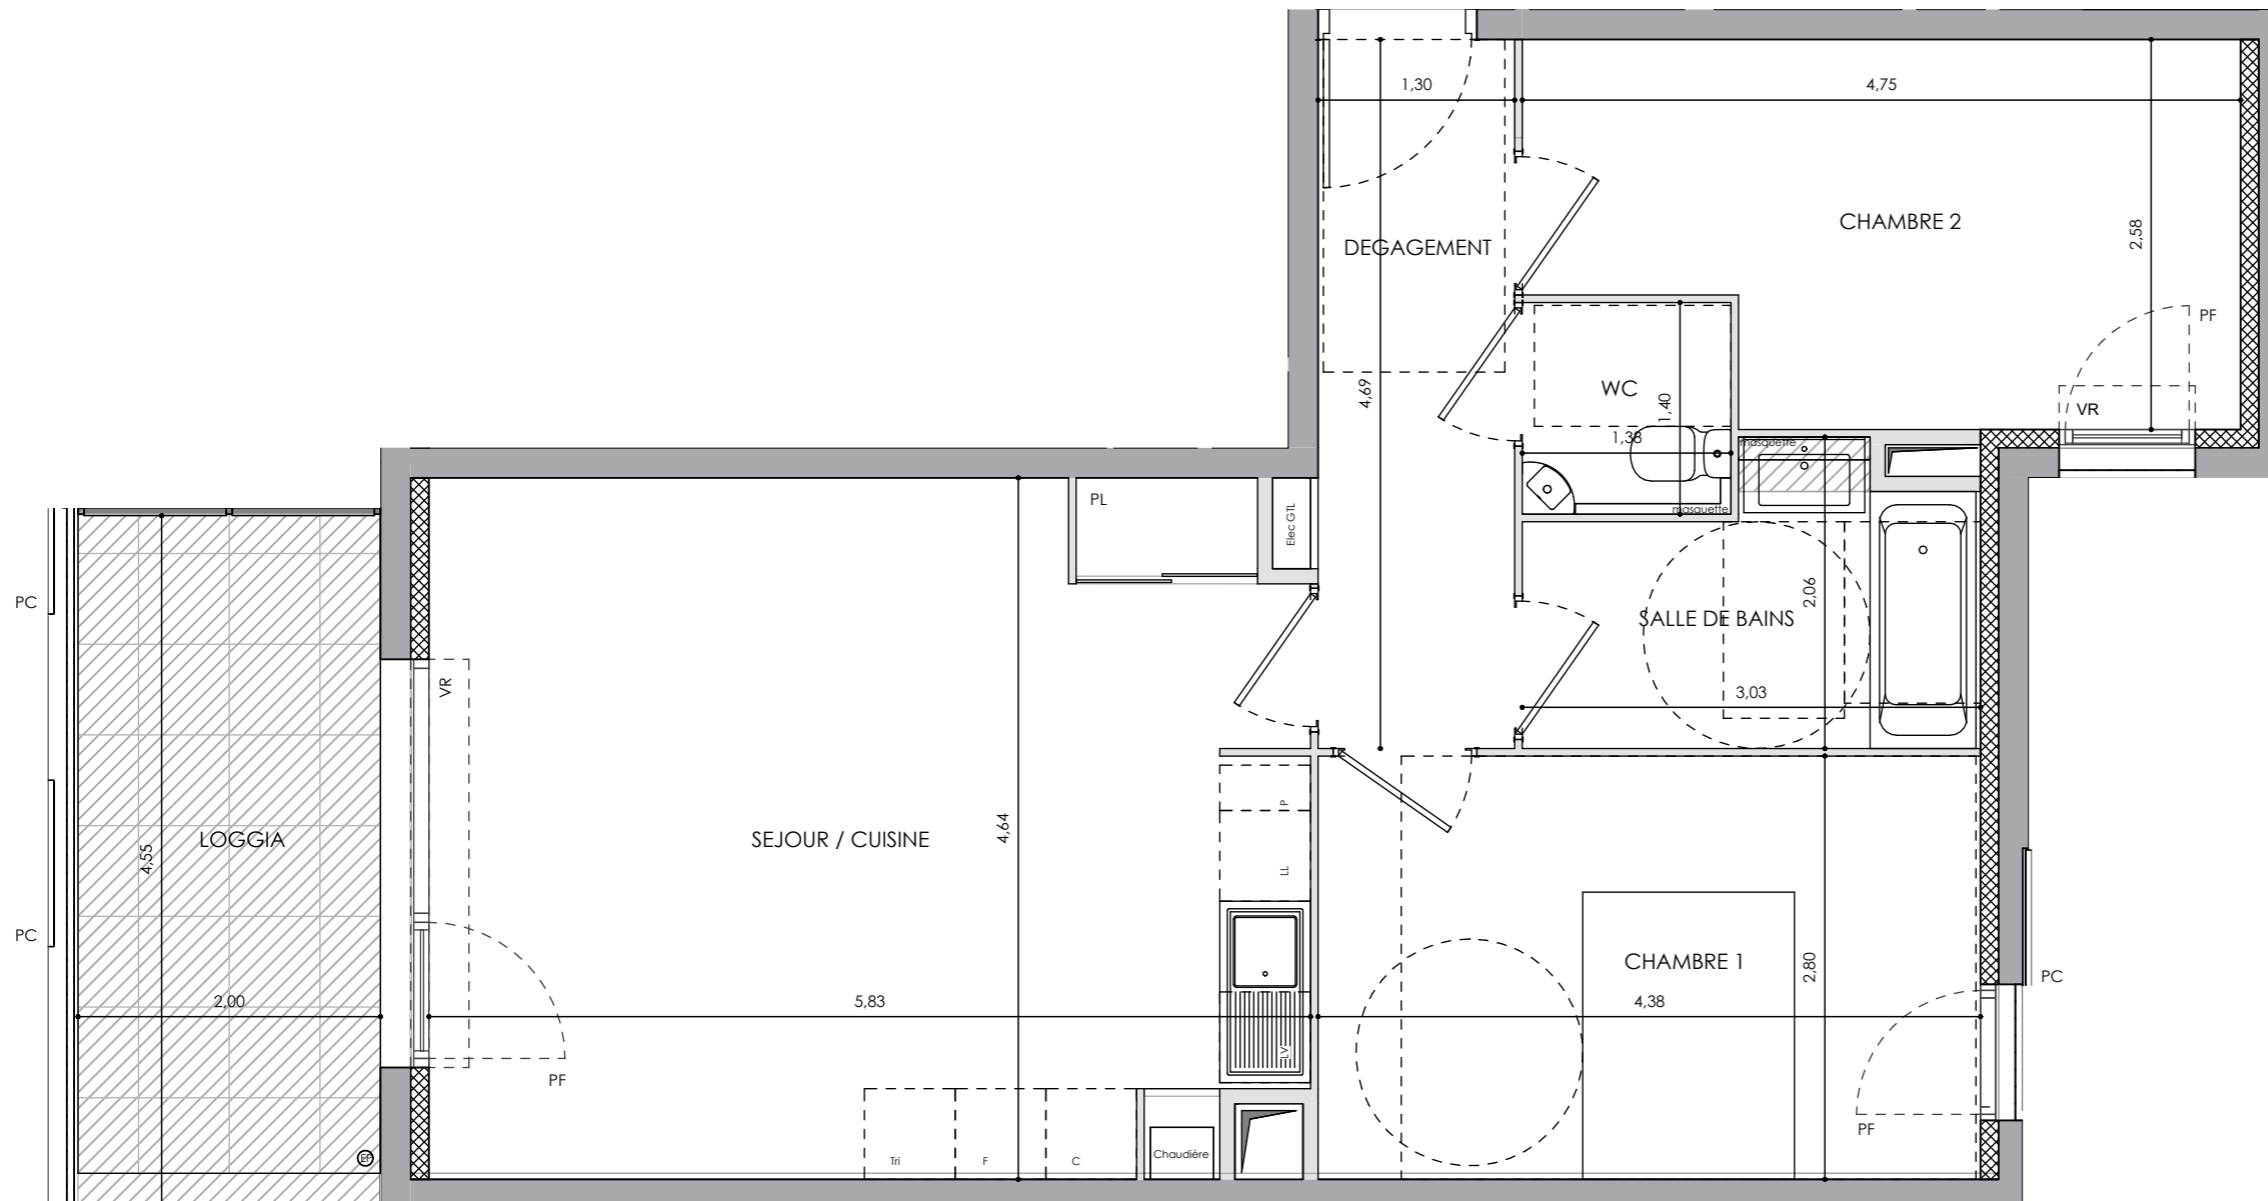 1,30
4,75
CHAMBRE 2
2,58
DEGAGEMENT
PF
VR
4,69
WC
1,40
1,38
masquette
masquette
PL
Elec GTL
PC
2,06
SALLE DE BAINS
3,03
VR
LOGGIA
4,55
SEJOUR / CUISINE
4,64
P
LL
PC
CHAMBRE 1
2,80
PC
2,00
5,83
4,38
LV
PF
PF
Tri
F
C
Chaudière
EP